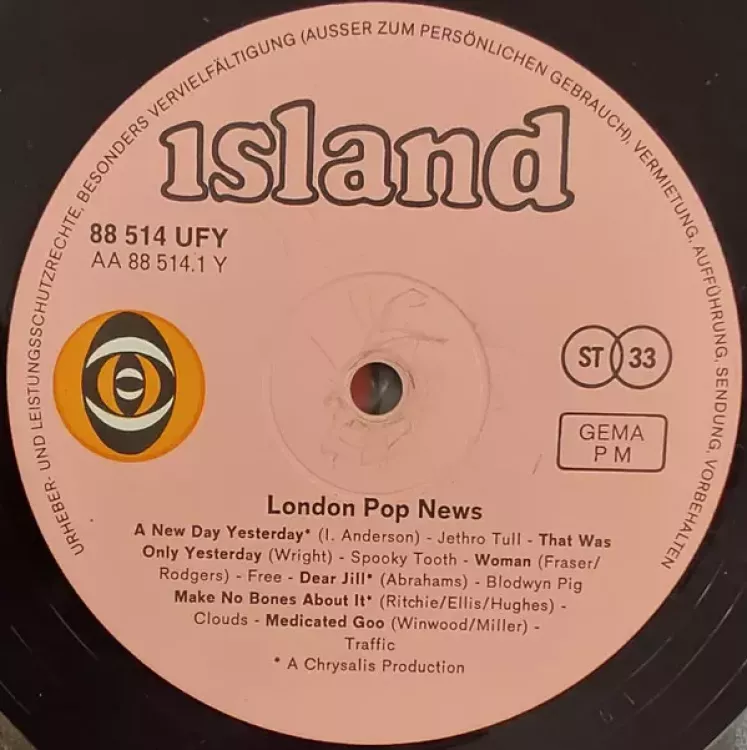 URHEBER- UND LEISTUNGSSCHUTZRECHTE, BESONDERS VERVIELFÄLTIGUNG (AUSSER ZUM PERSÖNLICHEN GEBRAUCH), VERMIETUNG, AUFFÜHRUNG, SENDUNG, VORBEHALTEN
ısland
88 514 UFY
AA 88 514.1 Y
ST 33
GEMA
P M
London Pop News
A New Day Yesterday* (I. Anderson) - Jethro Tull - That Was
Only Yesterday (Wright) - Spooky Tooth - Woman (Fraser/
Rodgers) - Free - Dear Jill* (Abrahams) - Blodwyn Pig
Make No Bones About It* (Ritchie/Ellis/Hughes) -
Clouds - Medicated Goo (Winwood/Miller) -
Traffic
* A Chrysalis Production